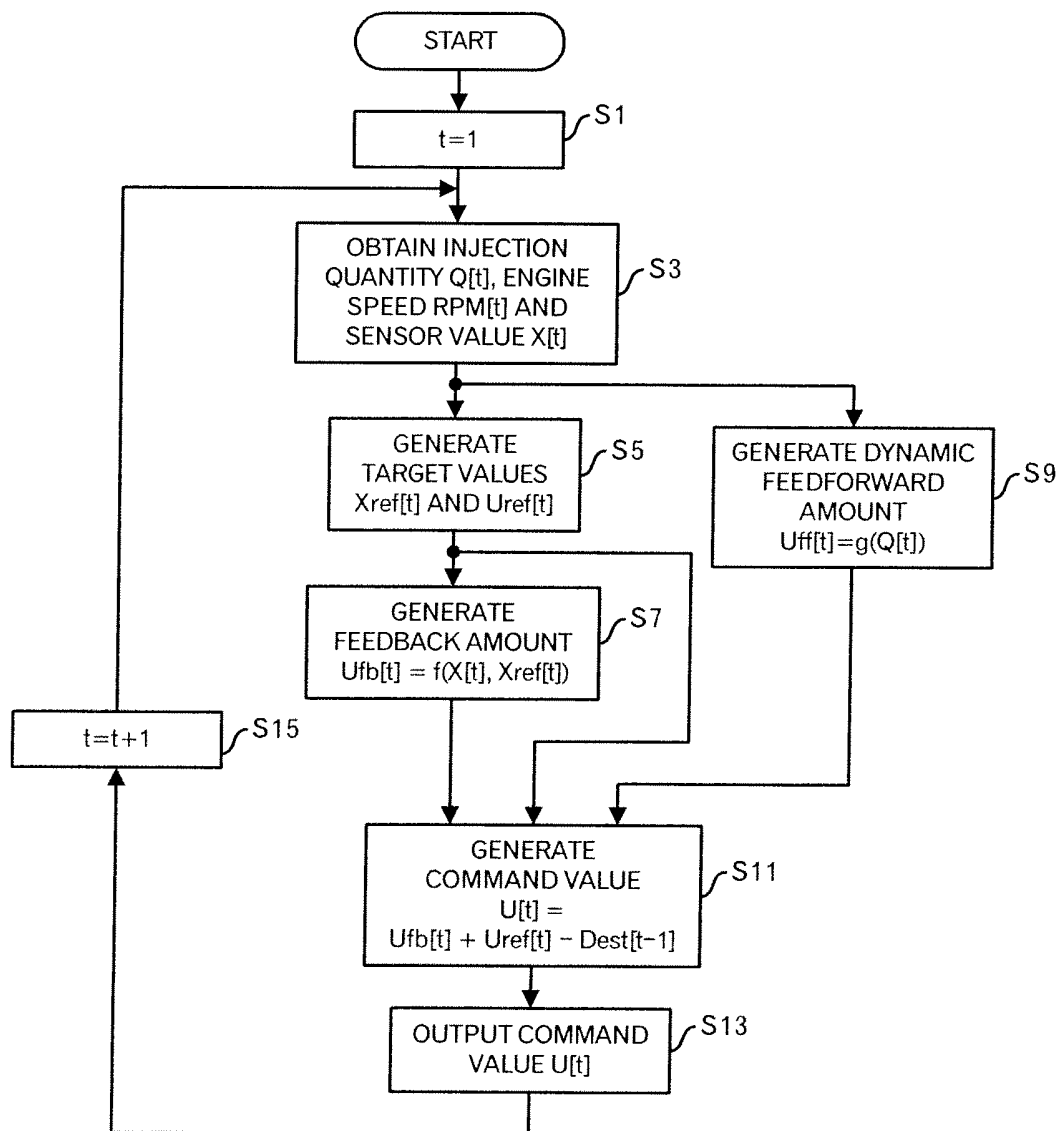 START
t=1
S1
OBTAIN INJECTION
QUANTITY Q[t], ENGINE
SPEED RPM[t] AND
SENSOR VALUE X[t]
S3
GENERATE
TARGET VALUES
Xref[t] AND Uref[t]
S5
GENERATE DYNAMIC
FEEDFORWARD
AMOUNT
Uff[t]=g(Q[t])
S9
GENERATE
FEEDBACK AMOUNT
Ufb[t] = f(X[t], Xref[t])
S7
t=t+1
S15
GENERATE
COMMAND VALUE
U[t] =
Ufb[t] + Uref[t] − Dest[t−1]
S11
OUTPUT COMMAND
VALUE U[t]
S13